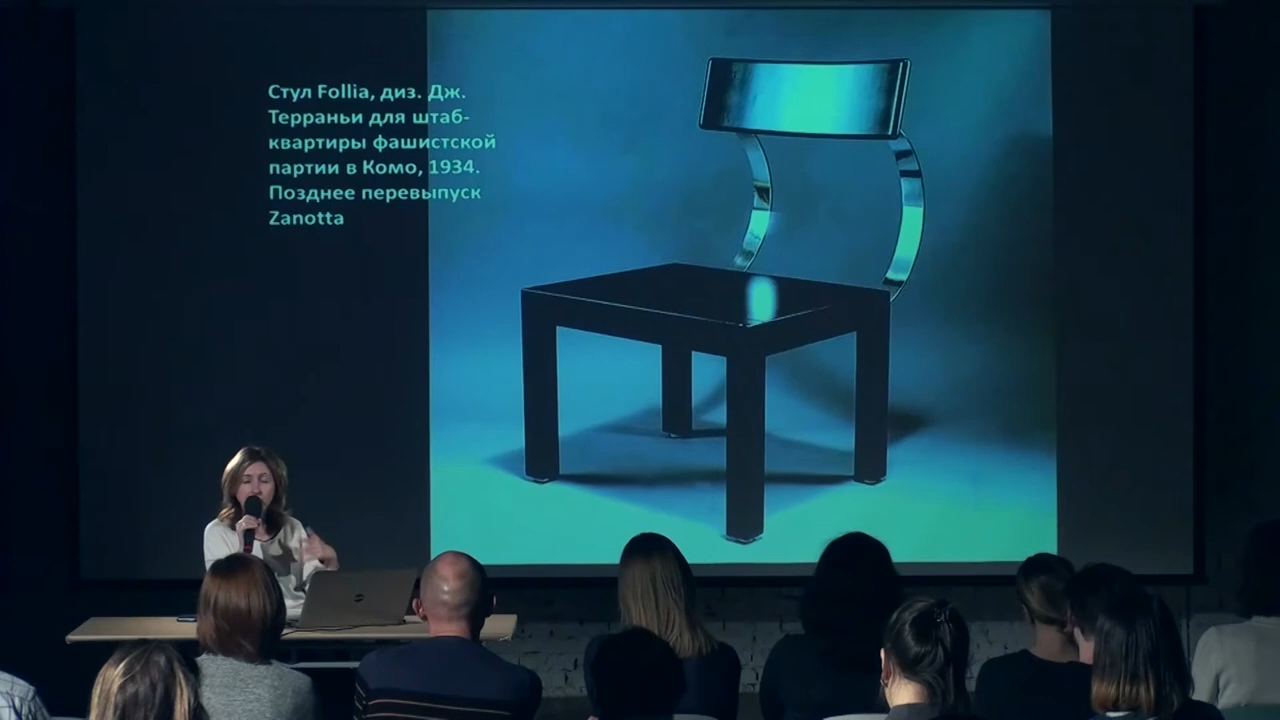 Стул Follia, диз. Дж.
Терраньи для штаб-
квартиры фашистской
партии в Комо, 1934.
Позднее перевыпуск
Zanotta